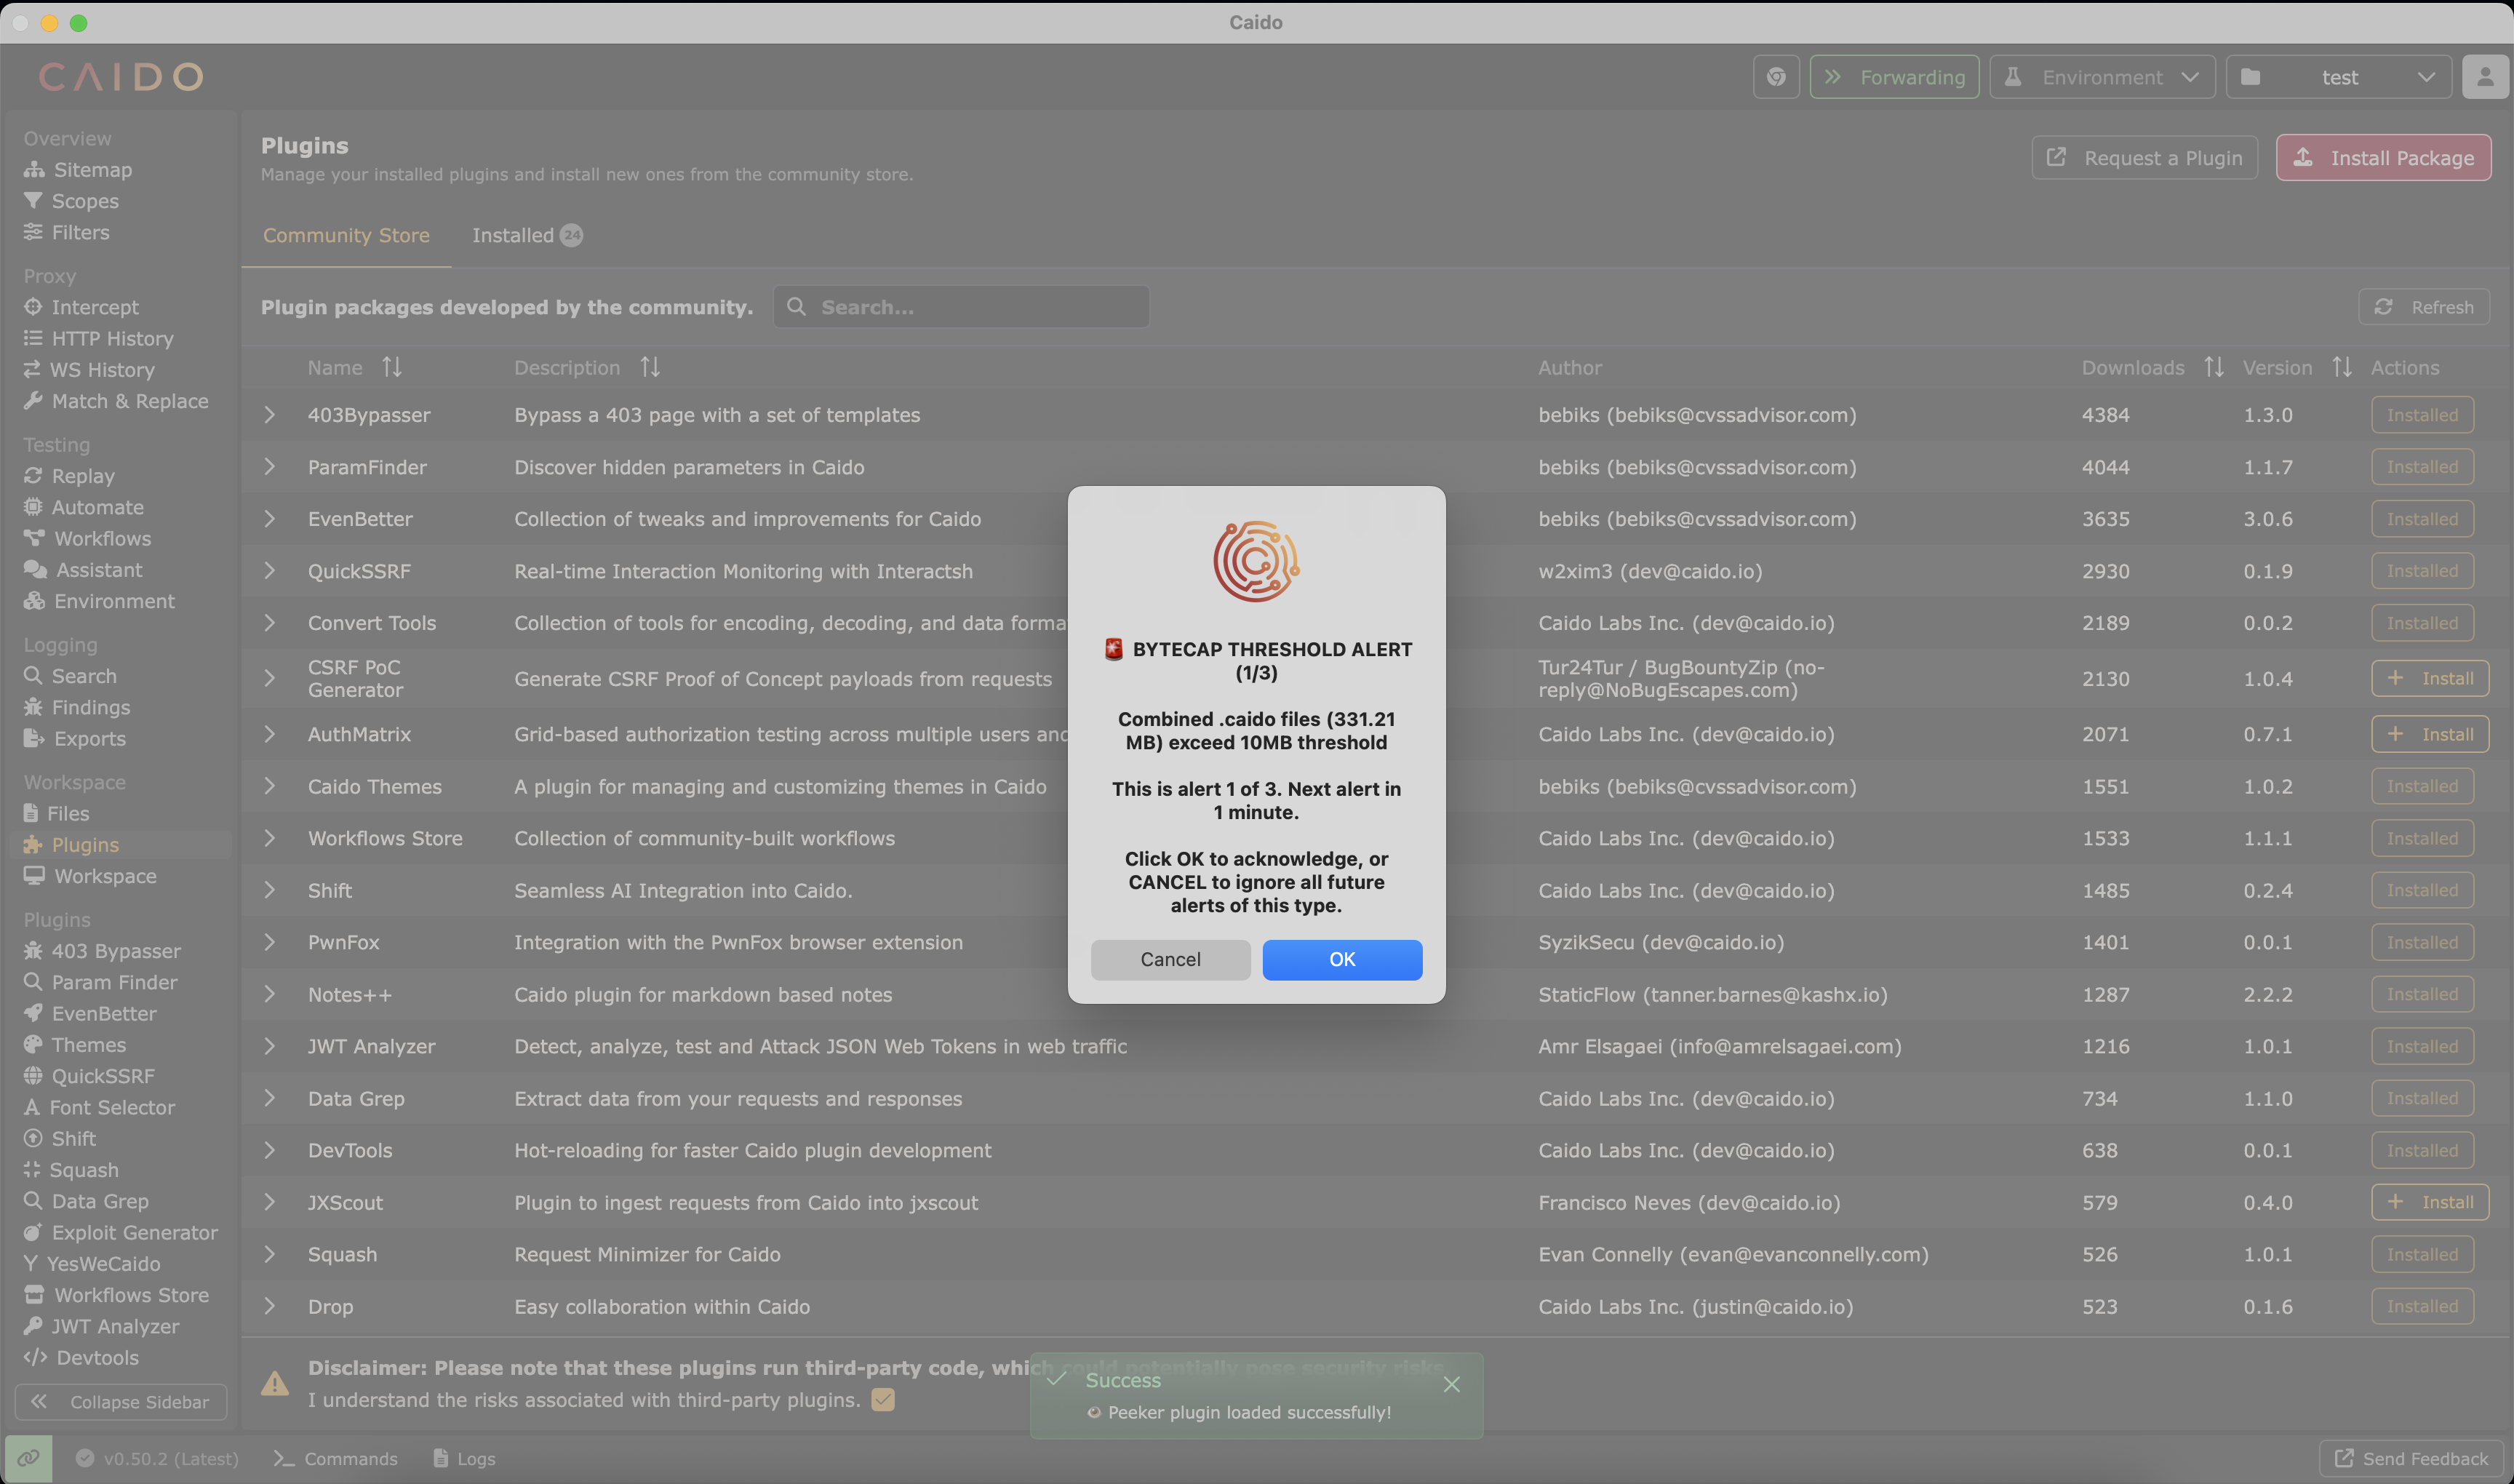 Caido
CAIDO
Forwarding
Environment
test
Overview
Sitemap
Scopes
Filters
Proxy
Intercept
HTTP History
WS History
Match & Replace
Testing
Replay
Automate
Workflows
Assistant
Environment
Logging
Search
Findings
Exports
Workspace
Files
Plugins
Workspace
Plugins
403 Bypasser
Param Finder
EvenBetter
Themes
QuickSSRF
Font Selector
Shift
Squash
Data Grep
Exploit Generator
YesWeCaido
Workflows Store
JWT Analyzer
Devtools
Collapse Sidebar
Plugins
Manage your installed plugins and install new ones from the community store.
Request a Plugin
Install Package
Community Store
Installed 24
Plugin packages developed by the community.
Search...
Refresh
Name Description Author Downloads Version Actions
403Bypasser Bypass a 403 page with a set of templates bebiks (bebiks@cvssadvisor.com) 4384 1.3.0 Installed
ParamFinder Discover hidden parameters in Caido bebiks (bebiks@cvssadvisor.com) 4044 1.1.7 Installed
EvenBetter Collection of tweaks and improvements for Caido bebiks (bebiks@cvssadvisor.com) 3635 3.0.6 Installed
QuickSSRF Real-time Interaction Monitoring with Interactsh w2xim3 (dev@caido.io) 2930 0.1.9 Installed
Convert Tools Collection of tools for encoding, decoding, and data forma Caido Labs Inc. (dev@caido.io) 2189 0.0.2 Installed
CSRF PoC
Generator
Generate CSRF Proof of Concept payloads from requests
Tur24Tur / BugBountyZip (no-
reply@NoBugEscapes.com)
2130 1.0.4 Install
AuthMatrix Grid-based authorization testing across multiple users and Caido Labs Inc. (dev@caido.io) 2071 0.7.1 Install
Caido Themes A plugin for managing and customizing themes in Caido bebiks (bebiks@cvssadvisor.com) 1551 1.0.2 Installed
Workflows Store Collection of community-built workflows Caido Labs Inc. (dev@caido.io) 1533 1.1.1 Installed
Shift Seamless AI Integration into Caido. Caido Labs Inc. (dev@caido.io) 1485 0.2.4 Installed
PwnFox Integration with the PwnFox browser extension SyzikSecu (dev@caido.io) 1401 0.0.1 Installed
Notes++ Caido plugin for markdown based notes StaticFlow (tanner.barnes@kashx.io) 1287 2.2.2 Installed
JWT Analyzer Detect, analyze, test and Attack JSON Web Tokens in web traffic Amr Elsagaei (info@amrelsagaei.com) 1216 1.0.1 Installed
Data Grep Extract data from your requests and responses Caido Labs Inc. (dev@caido.io) 734 1.1.0 Installed
DevTools Hot-reloading for faster Caido plugin development Caido Labs Inc. (dev@caido.io) 638 0.0.1 Installed
JXScout Plugin to ingest requests from Caido into jxscout Francisco Neves (dev@caido.io) 579 0.4.0 Install
Squash Request Minimizer for Caido Evan Connelly (evan@evanconnelly.com) 526 1.0.1 Installed
Drop Easy collaboration within Caido Caido Labs Inc. (justin@caido.io) 523 0.1.6 Installed
🚨 BYTECAP THRESHOLD ALERT
(1/3)
Combined .caido files (331.21
MB) exceed 10MB threshold
This is alert 1 of 3. Next alert in
1 minute.
Click OK to acknowledge, or
CANCEL to ignore all future
alerts of this type.
Cancel
OK
Disclaimer: Please note that these plugins run third-party code, which could potentially pose security risks
I understand the risks associated with third-party plugins.
Success
👁 Peeker plugin loaded successfully!
v0.50.2 (Latest)
Commands
Logs
Send Feedback